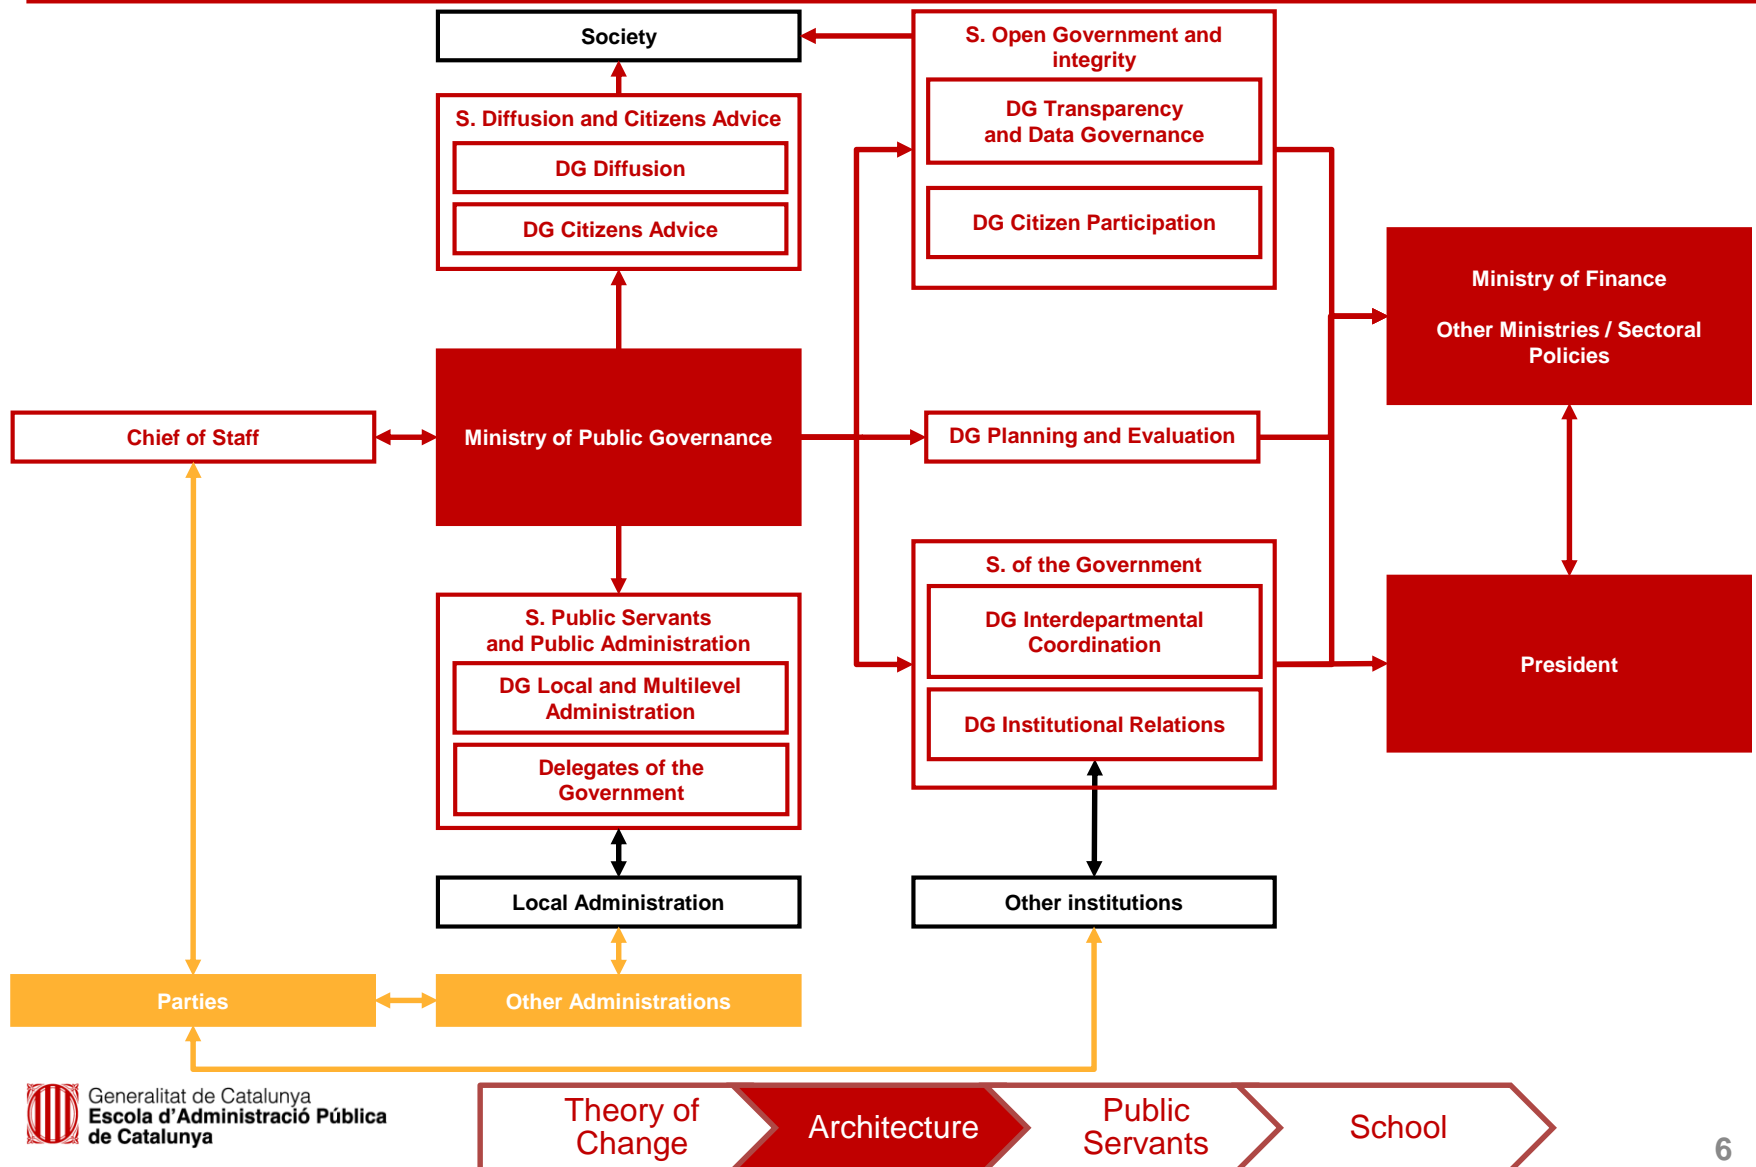 Society
S. Diffusion and Citizens Advice
DG Diffusion
DG Citizens Advice
S. Open Government and
integrity
DG Transparency
and Data Governance
DG Citizen Participation
Ministry of Finance
Other Ministries / Sectoral
Policies
Chief of Staff
Ministry of Public Governance
DG Planning and Evaluation
S. Public Servants
and Public Administration
DG Local and Multilevel
Administration
Delegates of the
Government
S. of the Government
DG Interdepartmental
Coordination
DG Institutional Relations
President
Local Administration
Other institutions
Parties
Other Administrations
Generalitat de Catalunya
Escola d'Administració Pública
de Catalunya
Theory of
Change
Architecture
Public
Servants
School
6